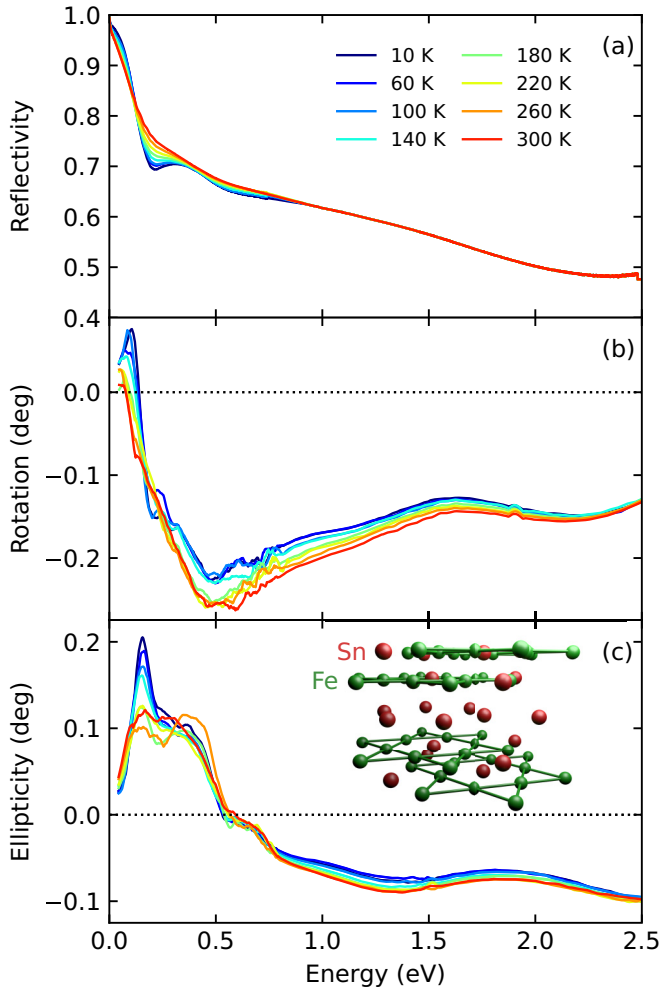 (a)
10 K
60 K
100 K
140 K
180 K
220 K
260 K
300 K
Reflectivity
1.0
0.9
0.8
0.7
0.6
0.5
0.4
(b)
Rotation (deg)
0.0
−0.1
−0.2
(c)
Sn
Fe
Ellipticity (deg)
0.2
0.1
0.0
−0.1
0.0
0.5
1.0
1.5
2.0
2.5
Energy (eV)